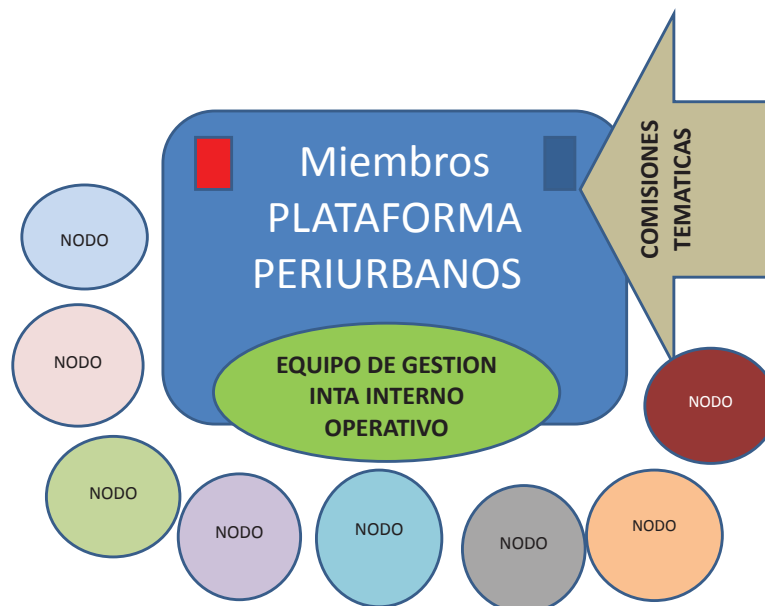 Miembros
PLATAFORMA
PERIURBANOS
COMISIONES
TEMATICAS
EQUIPO DE GESTION
INTA INTERNO
OPERATIVO
NODO
NODO
NODO
NODO
NODO
NODO
NODO
NODO